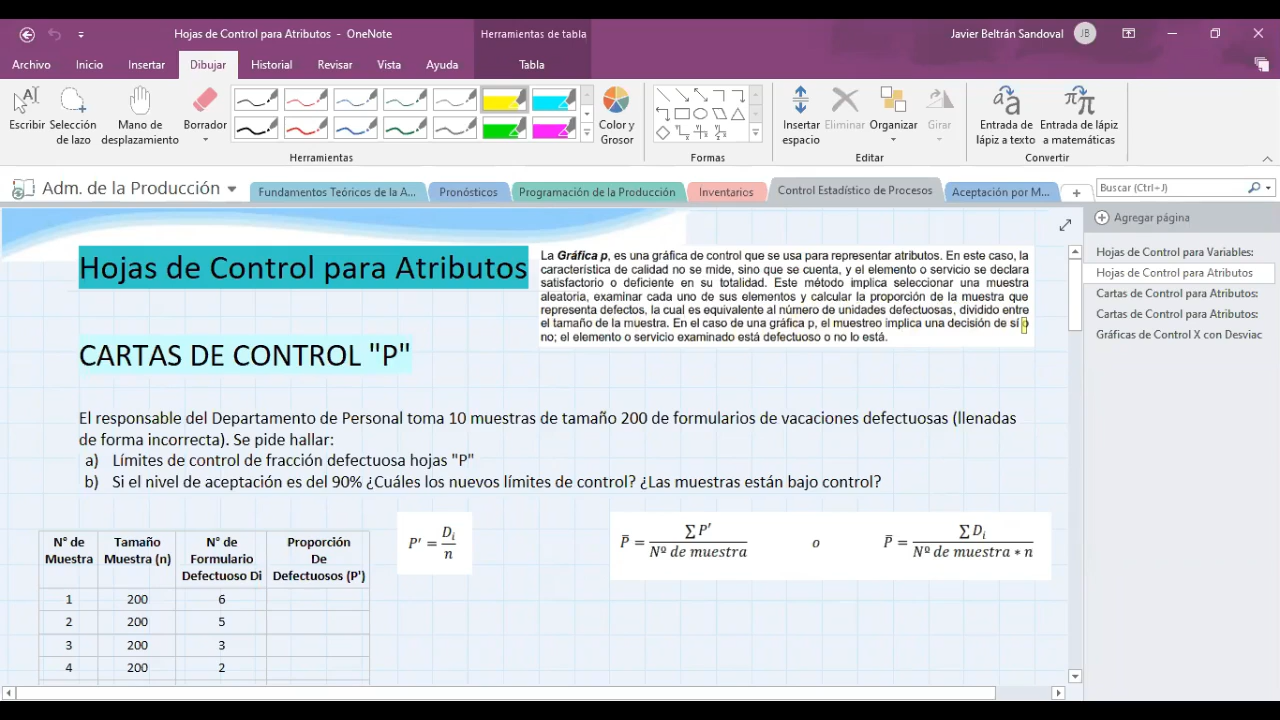 Hojas de Control para Atributos - OneNote
Herramientas de tabla
Javier Beltrán Sandoval
JB
Archivo Inicio Insertar Dibujar Historial Revisar Vista Ayuda Tabla
Escribir
Selección de lazo
Mano de desplazamiento
Borrador
Color y Grosor
Insertar espacio
Eliminar
Organizar
Girar
Entrada de lápiz a texto
Entrada de lápiz a matemáticas
Herramientas
Formas
Editar
Convertir
Adm. de la Producción
Fundamentos Teóricos de la A...
Pronósticos
Programación de la Producción
Inventarios
Control Estadístico de Procesos
Aceptación por M...
Buscar (Ctrl+J)
Agregar página
Hojas de Control para Variables:
Hojas de Control para Atributos
Cartas de Control para Atributos:
Cartas de Control para Atributos:
Gráficas de Control X con Desviac
Hojas de Control para Atributos
La Gráfica p, es una gráfica de control que se usa para representar atributos. En este caso, la
característica de calidad no se mide, sino que se cuenta, y el elemento o servicio se declara
satisfactorio o deficiente en su totalidad. Este método implica seleccionar una muestra
aleatoria, examinar cada uno de sus elementos y calcular la proporción de la muestra que
representa defectos, la cual es equivalente al número de unidades defectuosas, dividido entre
el tamaño de la muestra. En el caso de una gráfica p, el muestreo implica una decisión de sí o
no; el elemento o servicio examinado está defectuoso o no lo está.
CARTAS DE CONTROL "P"
El responsable del Departamento de Personal toma 10 muestras de tamaño 200 de formularios de vacaciones defectuosas (llenadas
de forma incorrecta). Se pide hallar:
a) Límites de control de fracción defectuosa hojas "P"
b) Si el nivel de aceptación es del 90% ¿Cuáles los nuevos límites de control? ¿Las muestras están bajo control?
N° de Muestra
Tamaño Muestra (n)
N° de Formulario Defectuoso Di
Proporción De Defectuosos (P')
1 200 6
2 200 5
3 200 3
4 200 2
P' = Di / n
P̄ = ∑ P' / Nº de muestra
o
P̄ = ∑ Di / Nº de muestra ∗ n